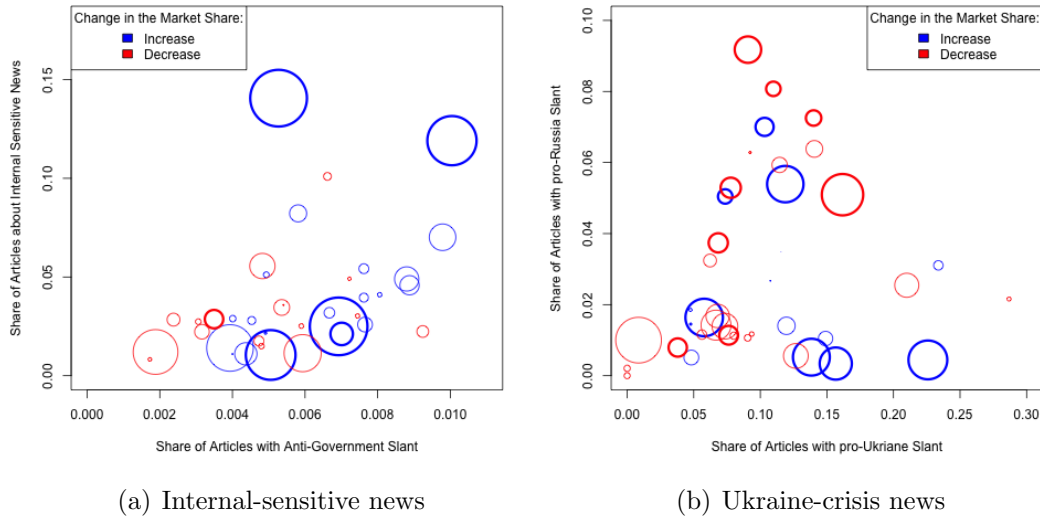 Change in the Market Share:
Increase
Decrease
Share of Articles about Internal Sensitive News
0.00
0.05
0.10
0.15
0.000
0.002
0.004
0.006
0.008
0.010
Share of Articles with Anti-Government Slant
(a) Internal-sensitive news
Change in the Market Share:
Increase
Decrease
Share of Articles with pro-Russia Slant
0.00
0.02
0.04
0.06
0.08
0.10
0.00
0.05
0.10
0.15
0.20
0.25
0.30
Share of Articles with pro-Ukriane Slant
(b) Ukraine-crisis news